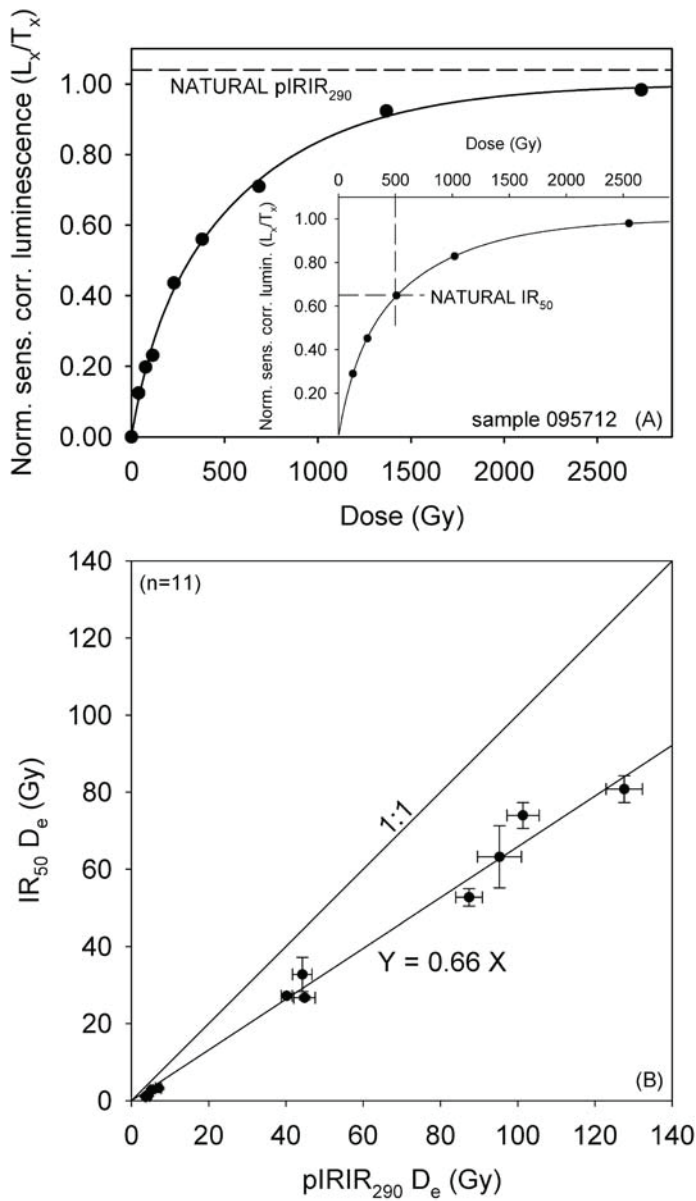 Norm. sens. corr. luminescence (Lₓ/Tₓ)
1.00
0.80
0.60
0.40
0.20
0.00
NATURAL pIRIR₂₉₀
Dose (Gy)
0 500 1000 1500 2000 2500
Norm. sens. corr. lumin. (Lₓ/Tₓ)
1.00
0.80
0.60
0.40
0.20
NATURAL IR₅₀
sample 095712 (A)
0 500 1000 1500 2000 2500
Dose (Gy)
IR₅₀ Dₑ (Gy)
140
120
100
80
60
40
20
0
(n=11)
1:1
Y = 0.66 X
(B)
0 20 40 60 80 100 120 140
pIRIR₂₉₀ Dₑ (Gy)